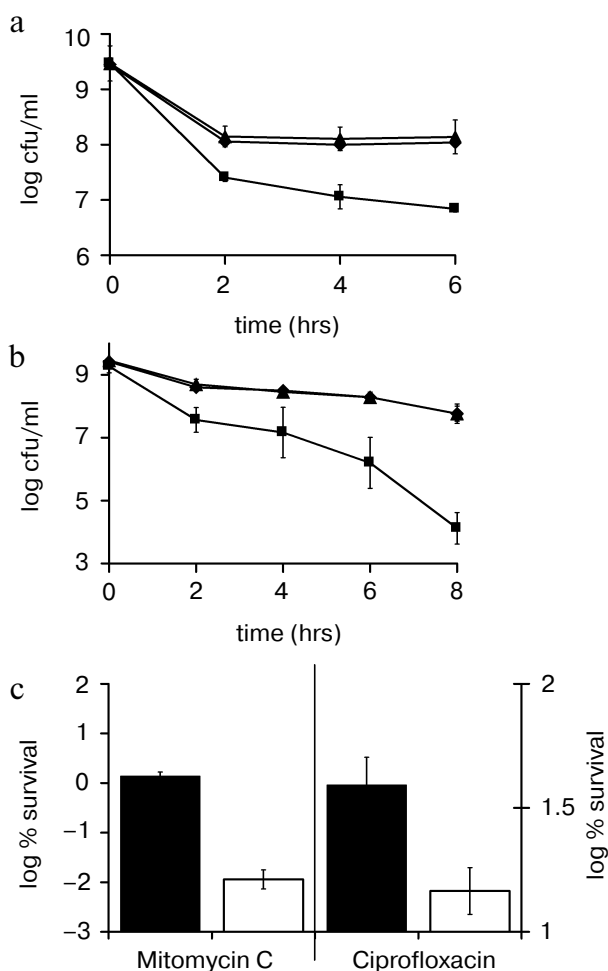 a
10
9
8
7
6
log cfu/ml
0 2 4 6
time (hrs)
b
9
7
5
3
log cfu/ml
0 2 4 6 8
time (hrs)
c
2
1
0
−1
−2
−3
log % survival
2
1.5
1
log % survival
Mitomycin C Ciprofloxacin